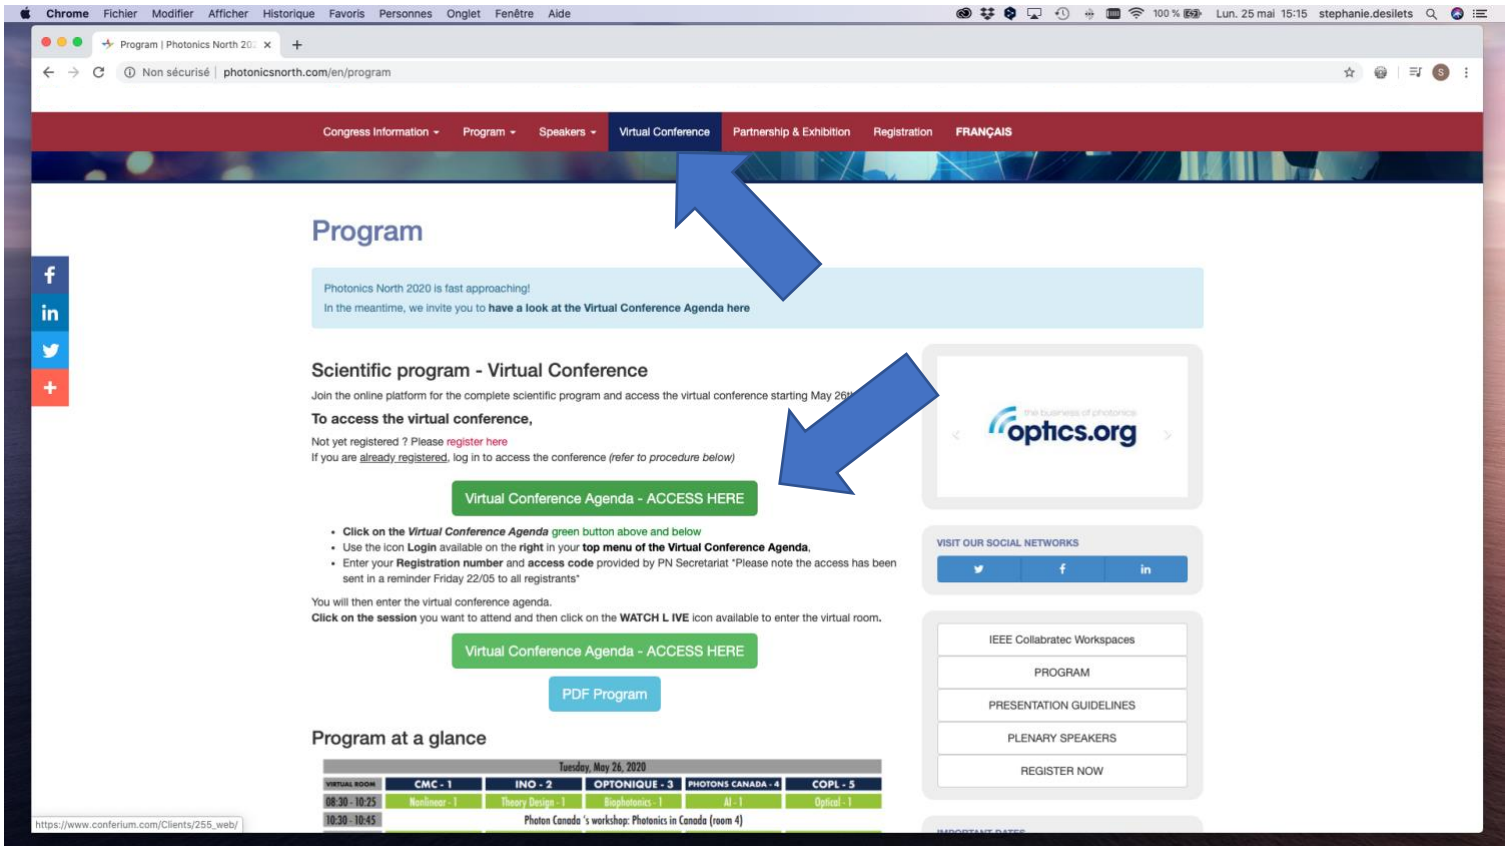 Chrome Fichier Modifier Afficher Historique Favoris Personnes Onglet Fenêtre Aide 100 % Lun. 25 mai 15:15 stephanie.desilets
Program | Photonics North 20
Non sécurisé | photonicsnorth.com/en/program S
Congress Information Program Speakers Virtual Conference Partnership & Exhibition Registration FRANÇAIS
Program
Photonics North 2020 is fast approaching!
In the meantime, we invite you to have a look at the Virtual Conference Agenda here
Scientific program - Virtual Conference
Join the online platform for the complete scientific program and access the virtual conference starting May 26th
To access the virtual conference,
Not yet registered ? Please register here
If you are already registered, log in to access the conference (refer to procedure below)
Virtual Conference Agenda - ACCESS HERE
• Click on the Virtual Conference Agenda green button above and below
• Use the icon Login available on the right in your top menu of the Virtual Conference Agenda,
• Enter your Registration number and access code provided by PN Secretariat *Please note the access has been
sent in a reminder Friday 22/05 to all registrants*
You will then enter the virtual conference agenda.
Click on the session you want to attend and then click on the WATCH L IVE icon available to enter the virtual room.
Virtual Conference Agenda - ACCESS HERE
PDF Program
Program at a glance
Tuesday, May 26, 2020
VIRTUAL ROOM CMC - 1 INO - 2 OPTONIQUE - 3 PHOTONS CANADA - 4 COPL - 5
08:30 - 10:25 Nonlinear - 1 Theory Design - 1 Biophotonics - 1 AI - 1 Optical - 1
10:30 - 10:45 Photon Canada 's workshop: Photonics in Canada (room 4)
the business of photonics
optics.org
VISIT OUR SOCIAL NETWORKS
IEEE Collabratec Workspaces
PROGRAM
PRESENTATION GUIDELINES
PLENARY SPEAKERS
REGISTER NOW
IMPORTANT DATES
https://www.conferium.com/Clients/255_web/